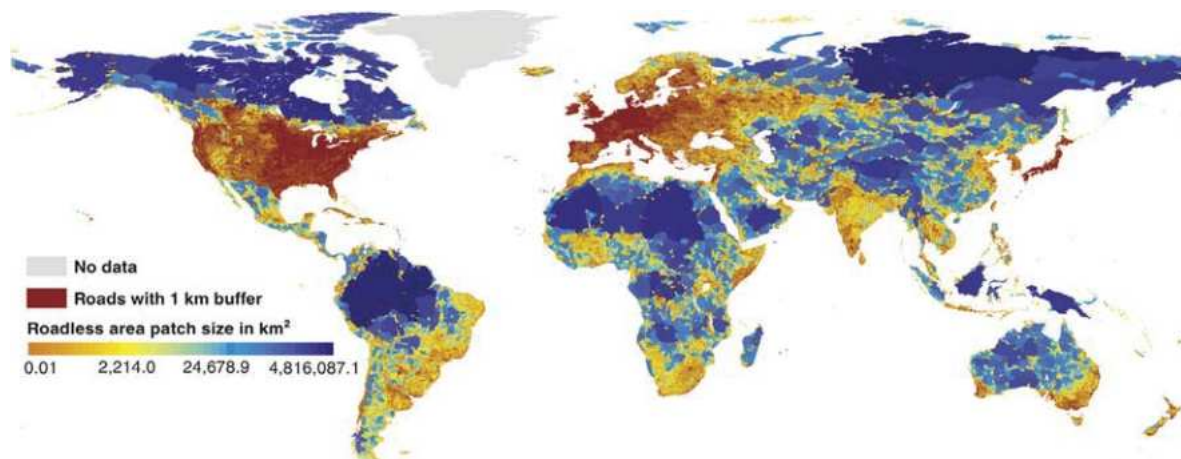 No data
Roads with 1 km buffer
Roadless area patch size in km²
0.01 2,214.0 24,678.9 4,816,087.1